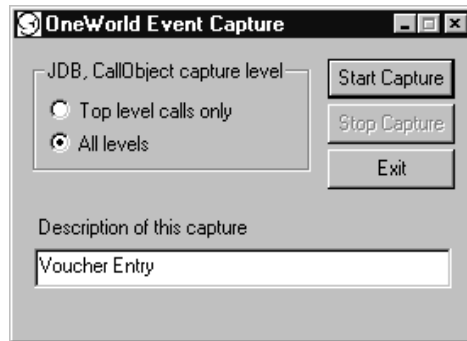 OneWorld Event Capture
JDB, CallObject capture level
Top level calls only
All levels
Start Capture
Stop Capture
Exit
Description of this capture
Voucher Entry